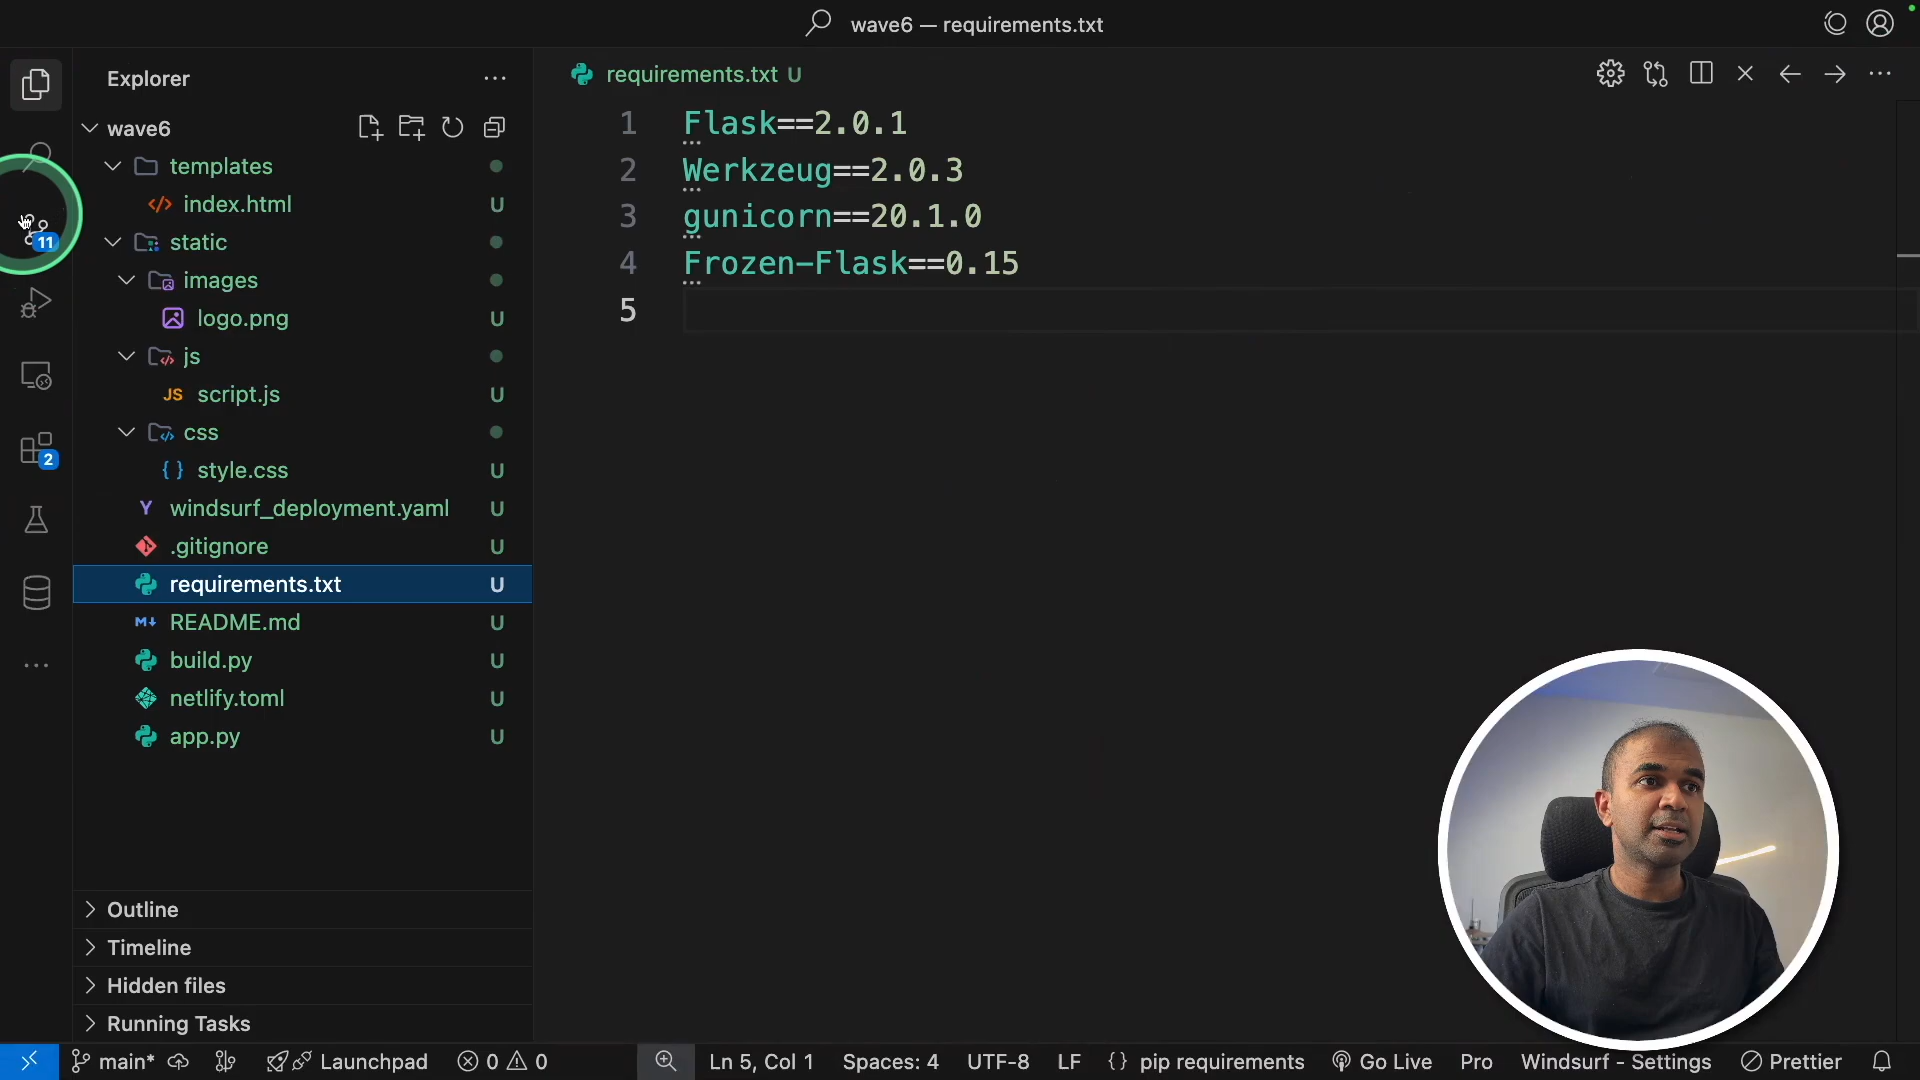 wave6 — requirements.txt
Explorer
wave6
templates
index.html U
static
images
logo.png U
js
JS script.js U
css
style.css U
Y windsurf_deployment.yaml U
.gitignore U
requirements.txt U
README.md U
build.py U
netlify.toml U
app.py U
11
2
Outline
Timeline
Hidden files
Running Tasks
requirements.txt U
1 Flask==2.0.1
2 Werkzeug==2.0.3
3 gunicorn==20.1.0
4 Frozen-Flask==0.15
5
main* Launchpad 0 0 Ln 5, Col 1 Spaces: 4 UTF-8 LF {} pip requirements Go Live Pro Windsurf - Settings Prettier